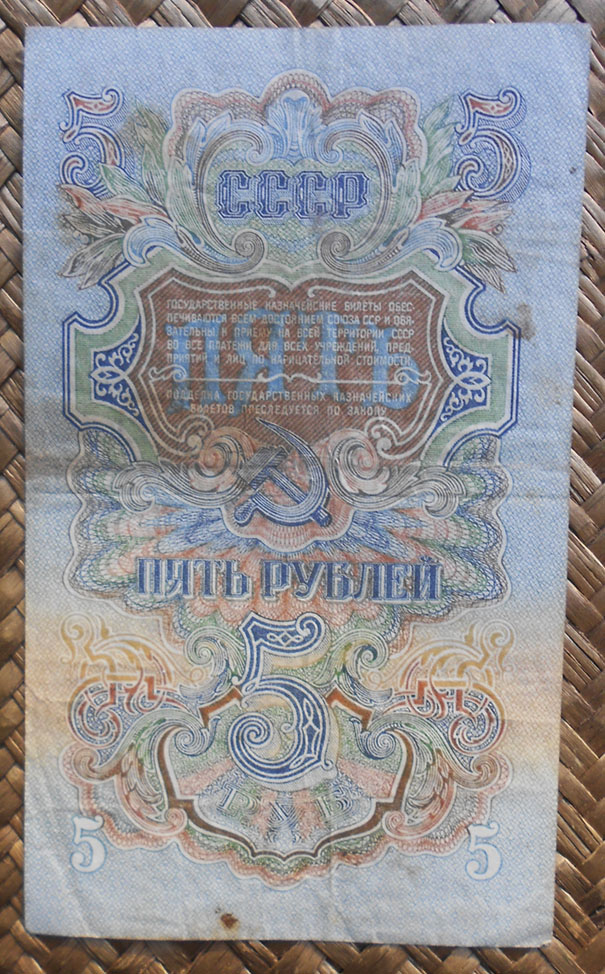 5 5
СССР
ГОСУДАРСТВЕННЫЕ КАЗНАЧЕЙСКИЕ БИЛЕТЫ ОБЕС-
ПЕЧИВАЮТСЯ ВСЕМ ДОСТОЯНИЕМ СОЮЗА ССР И ОБЯ-
ЗАТЕЛЬНЫ К ПРИЕМУ НА ВСЕЙ ТЕРРИТОРИИ СССР
ВО ВСЕ ПЛАТЕЖИ ДЛЯ ВСЕХ УЧРЕЖДЕНИЙ, ПРЕД-
ПРИЯТИЙ И ЛИЦ ПО НАРИЦАТЕЛЬНОЙ СТОИМОСТИ
ПЯТЬ
ПОДДЕЛКА ГОСУДАРСТВЕННЫХ КАЗНАЧЕЙСКИХ
БИЛЕТОВ ПРЕСЛЕДУЕТСЯ ПО ЗАКОНУ
ПЯТЬ РУБЛЕЙ
5
РУБ
5 5